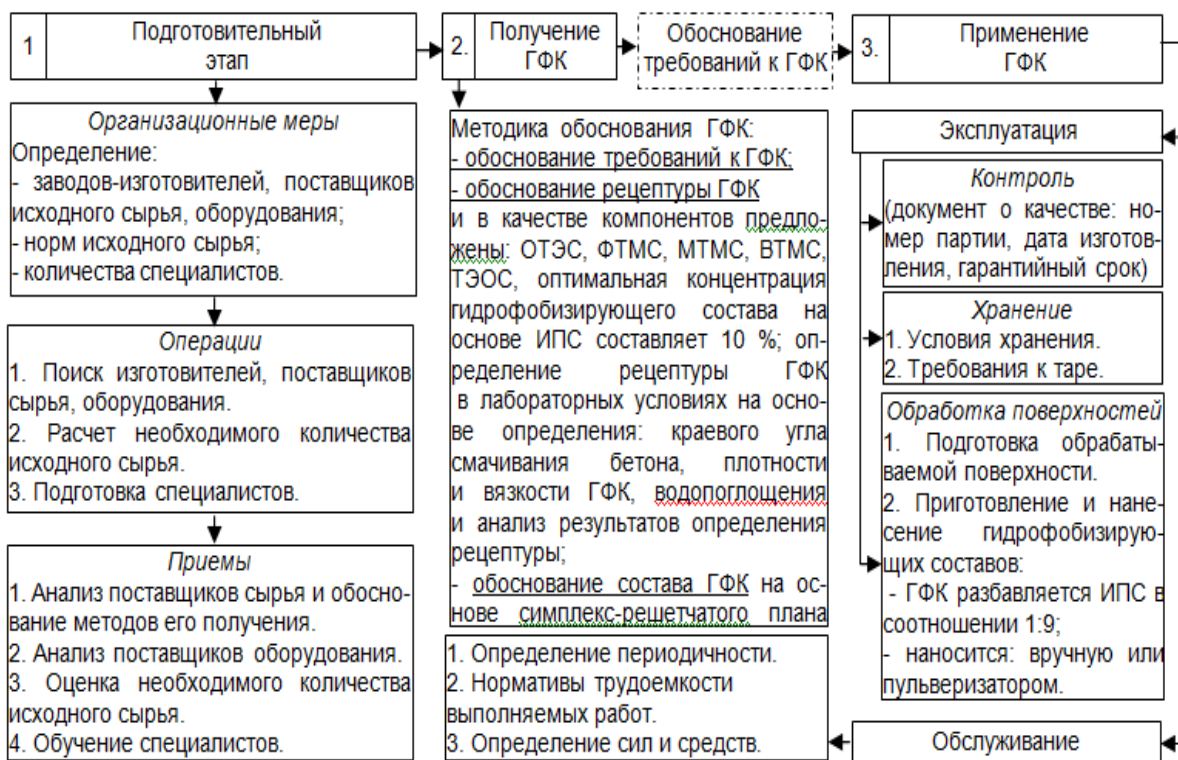 1
Подготовительный
этап
2.
Получение
ГФК
Обоснование
требований к ГФК
3.
Применение
ГФК
Организационные меры
Определение:
- заводов-изготовителей, поставщиков
исходного сырья, оборудования;
- норм исходного сырья;
- количества специалистов.
Операции
1. Поиск изготовителей, поставщиков
сырья, оборудования.
2. Расчет необходимого количества
исходного сырья.
3. Подготовка специалистов.
Приемы
1. Анализ поставщиков сырья и обосно-
вание методов его получения.
2. Анализ поставщиков оборудования.
3. Оценка необходимого количества
исходного сырья.
4. Обучение специалистов.
Методика обоснования ГФК:
- обоснование требований к ГФК;
- обоснование рецептуры ГФК
и в качестве компонентов предло-
жены: ОТЭС, ФТМС, МТМС, ВТМС,
ТЭОС, оптимальная концентрация
гидрофобизирующего состава на
основе ИПС составляет 10 %; оп-
ределение рецептуры ГФК
в лабораторных условиях на осно-
ве определения: краевого угла
смачивания бетона, плотности
и вязкости ГФК, водопоглощения
и анализ результатов определения
рецептуры;
- обоснование состава ГФК на ос-
нове симплекс-решетчатого плана
1. Определение периодичности.
2. Нормативы трудоемкости
выполняемых работ.
3. Определение сил и средств.
Эксплуатация
Контроль
(документ о качестве: но-
мер партии, дата изготов-
ления, гарантийный срок)
Хранение
1. Условия хранения.
2. Требования к таре.
Обработка поверхностей
1. Подготовка обрабаты-
ваемой поверхности.
2. Приготовление и нане-
сение гидрофобизирую-
щих составов:
- ГФК разбавляется ИПС в
соотношении 1:9;
- наносится: вручную или
пульверизатором.
Обслуживание